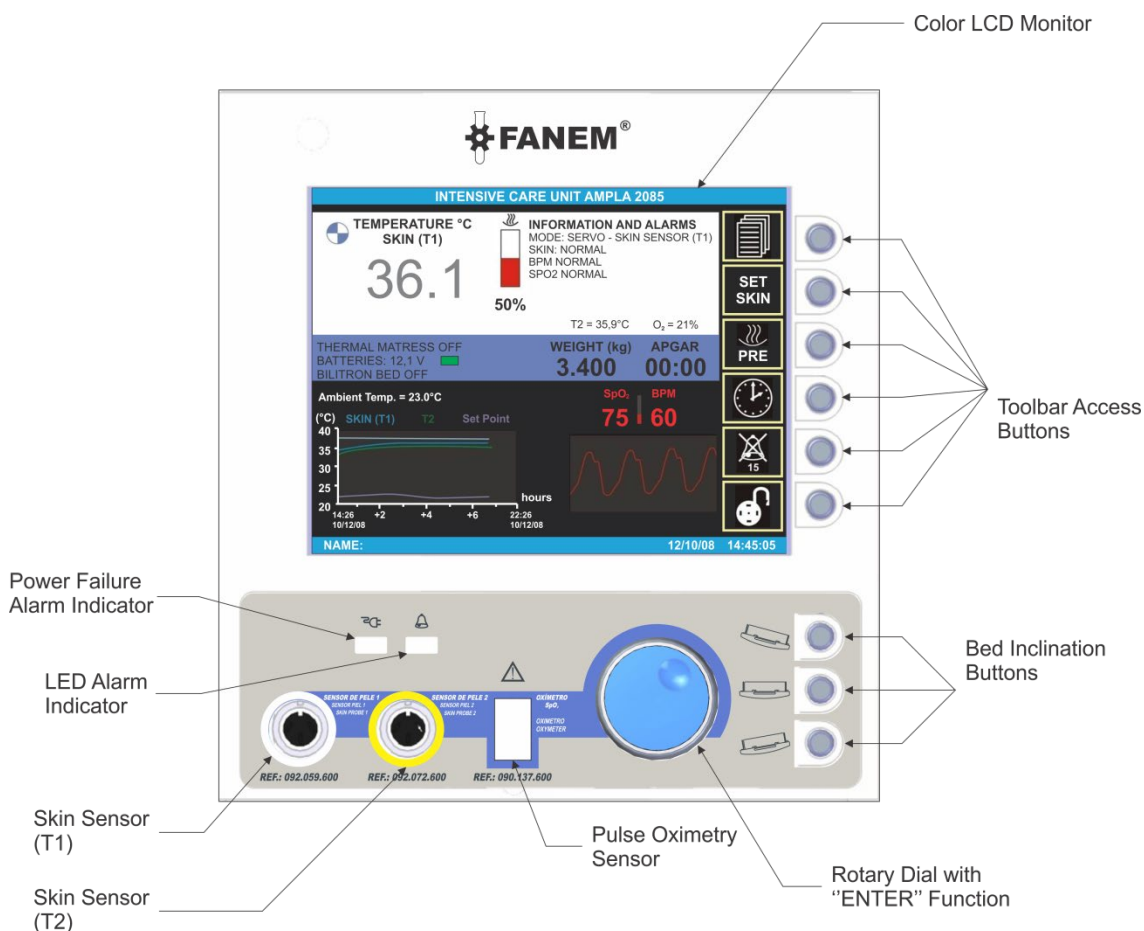 Color LCD Monitor
FANEM®
INTENSIVE CARE UNIT AMPLA 2085
TEMPERATURE °C
SKIN (T1)
36.1
50%
INFORMATION AND ALARMS
MODE: SERVO - SKIN SENSOR (T1)
SKIN: NORMAL
BPM NORMAL
SPO2 NORMAL
T2 = 35,9°C O₂ = 21%
SET
SKIN
PRE
15
THERMAL MATRESS OFF
BATTERIES: 12,1 V
BILITRON BED OFF
WEIGHT (kg) APGAR
3.400 00:00
Ambient Temp. = 23.0°C
(°C) SKIN (T1) T2 Set Point
40
35
30
25
20
14:26 +2 +4 +6 22:26
10/12/08 10/12/08
hours
SpO₂ BPM
75 60
NAME: 12/10/08 14:45:05
Toolbar Access
Buttons
Power Failure
Alarm Indicator
LED Alarm
Indicator
Bed Inclination
Buttons
SENSOR DE PELE 1
SENSOR PIEL 1
SKIN PROBE 1
SENSOR DE PELE 2
SENSOR PIEL 2
SKIN PROBE 2
OXÍMETRO
SpO₂
OXIMETRO
OXYMETER
REF.: 092.059.600
REF.: 092.072.600
REF.: 090.137.600
Skin Sensor
(T1)
Skin Sensor
(T2)
Pulse Oximetry
Sensor
Rotary Dial with
‘‘ENTER’’ Function